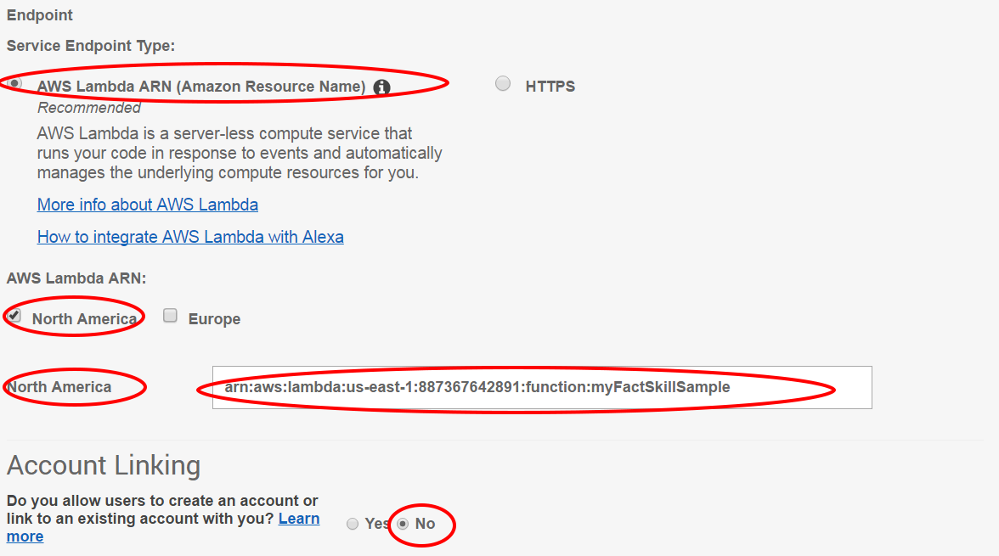 Endpoint
Service Endpoint Type:
AWS Lambda ARN (Amazon Resource Name) i HTTPS
Recommended
AWS Lambda is a server-less compute service that
runs your code in response to events and automatically
manages the underlying compute resources for you.
More info about AWS Lambda
How to integrate AWS Lambda with Alexa
AWS Lambda ARN:
North America Europe
North America arn:aws:lambda:us-east-1:887367642891:function:myFactSkillSample
Account Linking
Do you allow users to create an account or
link to an existing account with you? Learn
more
Yes No